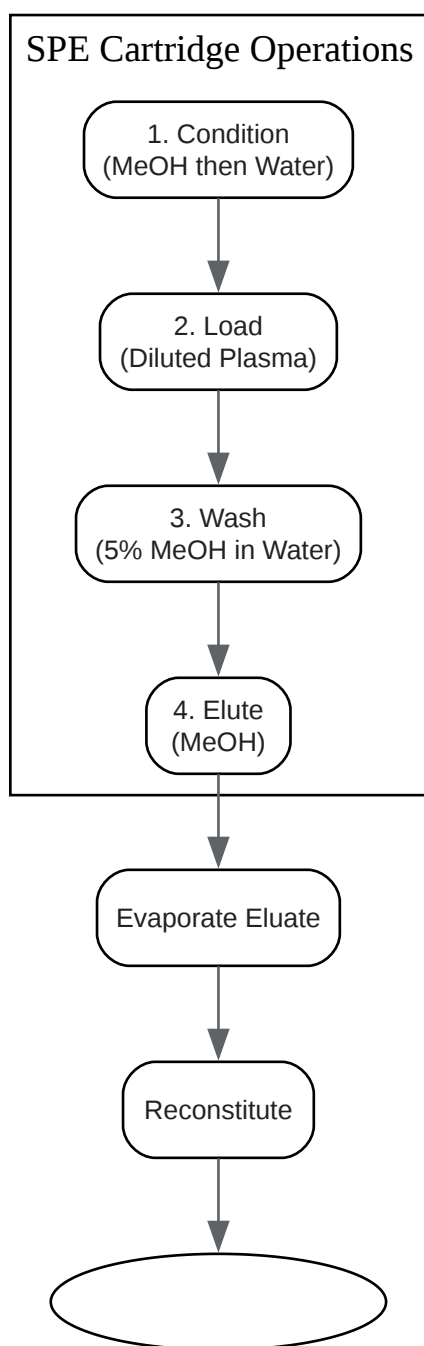 SPE Cartridge Operations
1. Condition
(MeOH then Water)
2. Load
(Diluted Plasma)
3. Wash
(5% MeOH in Water)
4. Elute
(MeOH)
Evaporate Eluate
Reconstitute